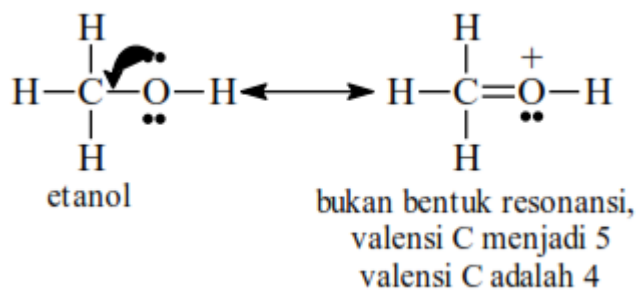 H H
+
H—C—O—H H—C=O—H
H H
etanol
bukan bentuk resonansi,
valensi C menjadi 5
valensi C adalah 4